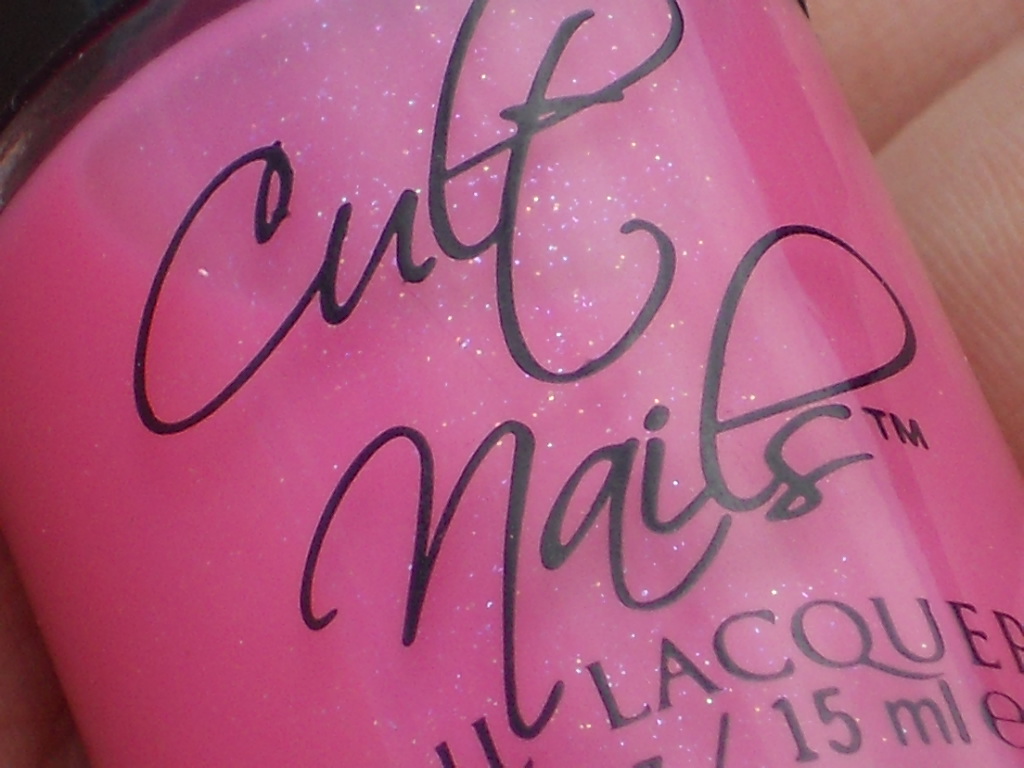 Cult
Nails™
LACQUER
/ 15 ml e